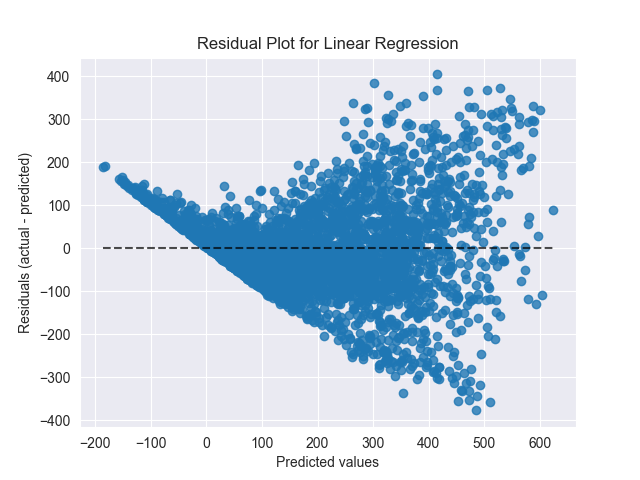 Residual Plot for Linear Regression
400
300
200
100
0
−100
−200
−300
−400
Residuals (actual - predicted)
−200 −100 0 100 200 300 400 500 600
Predicted values